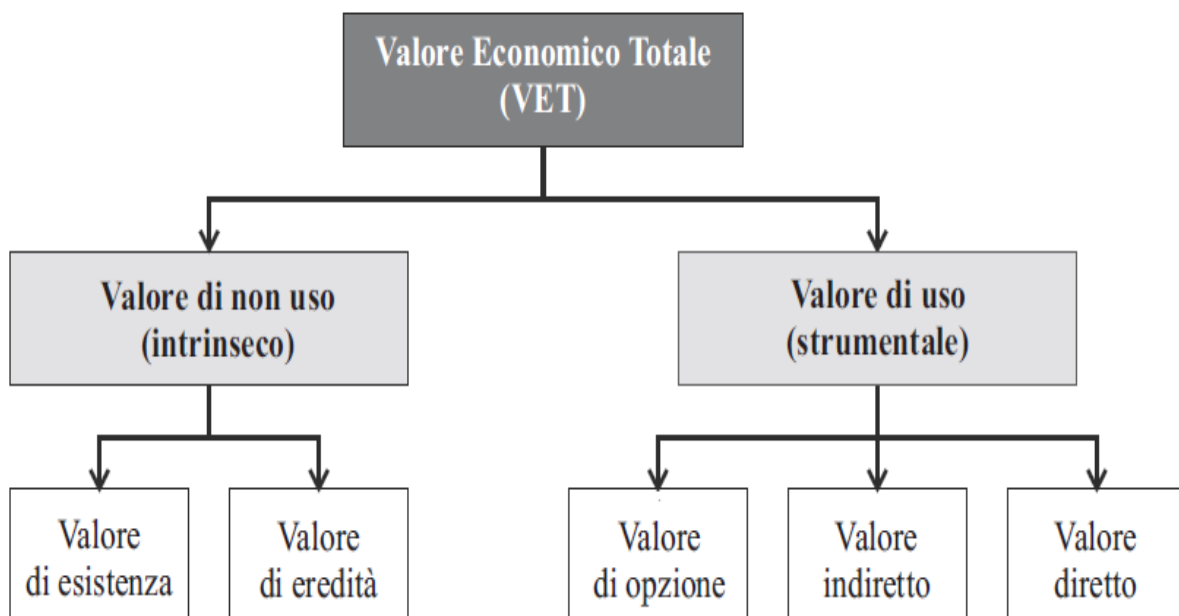 Valore Economico Totale
(VET)
Valore di non uso
(intrinseco)
Valore di uso
(strumentale)
Valore
di esistenza
Valore
di eredità
Valore
di opzione
Valore
indiretto
Valore
diretto